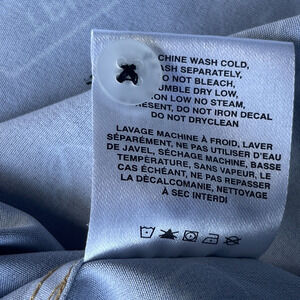 CHINE WASH COLD,
SH SEPARATELY,
O NOT BLEACH,
UMBLE DRY LOW,
ON LOW NO STEAM,
ESENT, DO NOT IRON DECAL
DO NOT DRYCLEAN
LAVAGE MACHINE À FROID, LAVER
SÉPARÉMENT, NE PAS UTILISER D'EAU
DE JAVEL, SÉCHAGE MACHINE, BASSE
TEMPÉRATURE, SANS VAPEUR, LE
CAS ÉCHÉANT, NE PAS REPASSER
LA DÉCALCOMANIE, NETTOYAGE
À SEC INTERDI